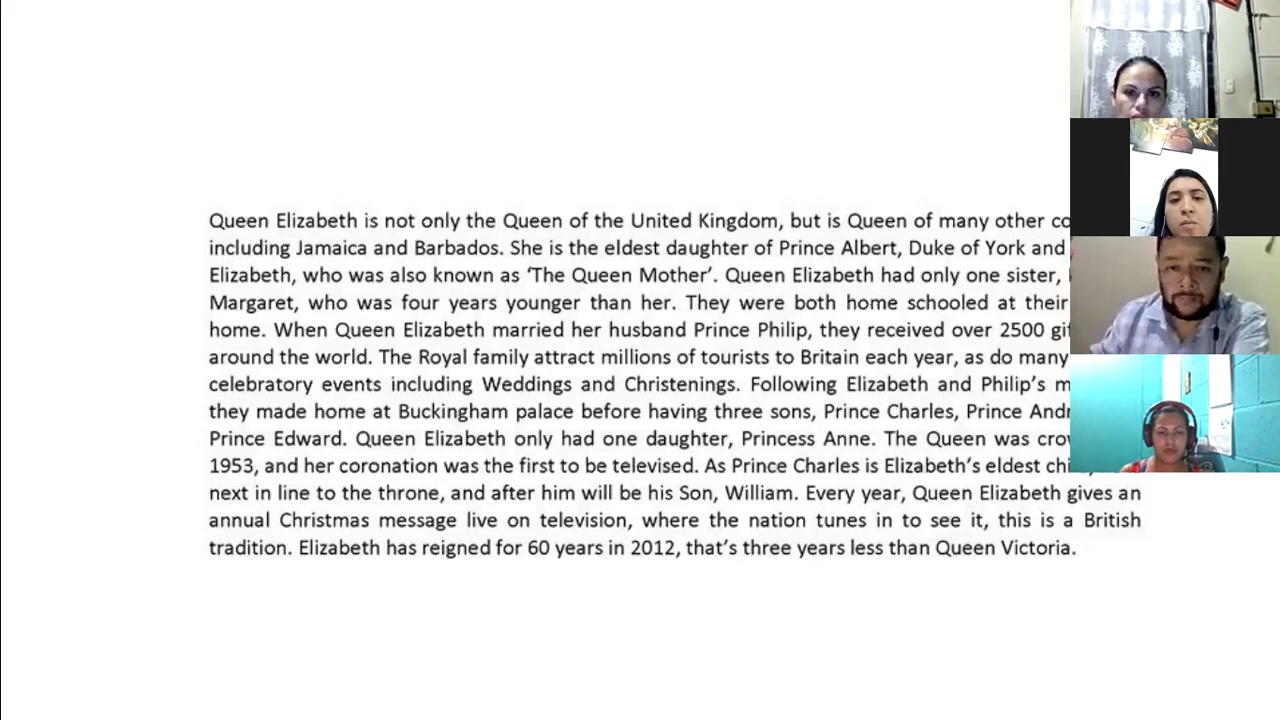 Queen Elizabeth is not only the Queen of the United Kingdom, but is Queen of many other
including Jamaica and Barbados. She is the eldest daughter of Prince Albert, Duke of York and
Elizabeth, who was also known as ‘The Queen Mother’. Queen Elizabeth had only one sister,
Margaret, who was four years younger than her. They were both home schooled at their
home. When Queen Elizabeth married her husband Prince Philip, they received over 2500
around the world. The Royal family attract millions of tourists to Britain each year, as do many
celebratory events including Weddings and Christenings. Following Elizabeth and Philip’s
they made home at Buckingham palace before having three sons, Prince Charles, Prince
Prince Edward. Queen Elizabeth only had one daughter, Princess Anne. The Queen was
1953, and her coronation was the first to be televised. As Prince Charles is Elizabeth’s eldest
next in line to the throne, and after him will be his Son, William. Every year, Queen Elizabeth gives an
annual Christmas message live on television, where the nation tunes in to see it, this is a British
tradition. Elizabeth has reigned for 60 years in 2012, that’s three years less than Queen Victoria.